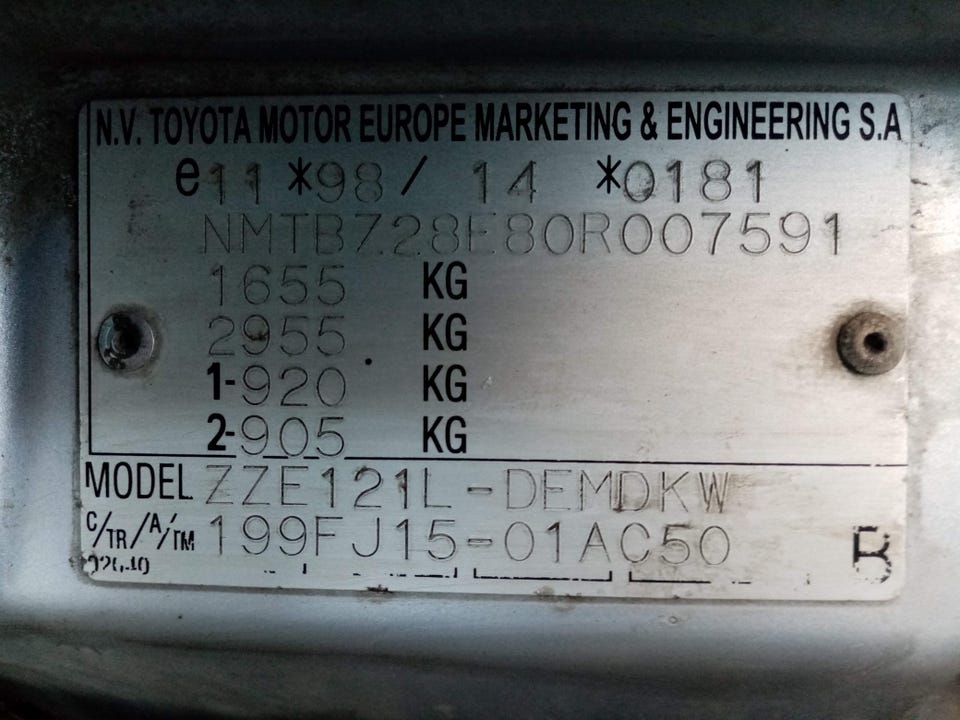 N.V. TOYOTA MOTOR EUROPE MARKETING & ENGINEERING S.A
e11*98/14*0181
NMTBZ28E80R007591
1655 KG
2955 KG
1-920 KG
2-905 KG
MODEL ZZE121L-DEMDKW
C/TR/A/TM 199FJ15-01AC50
B